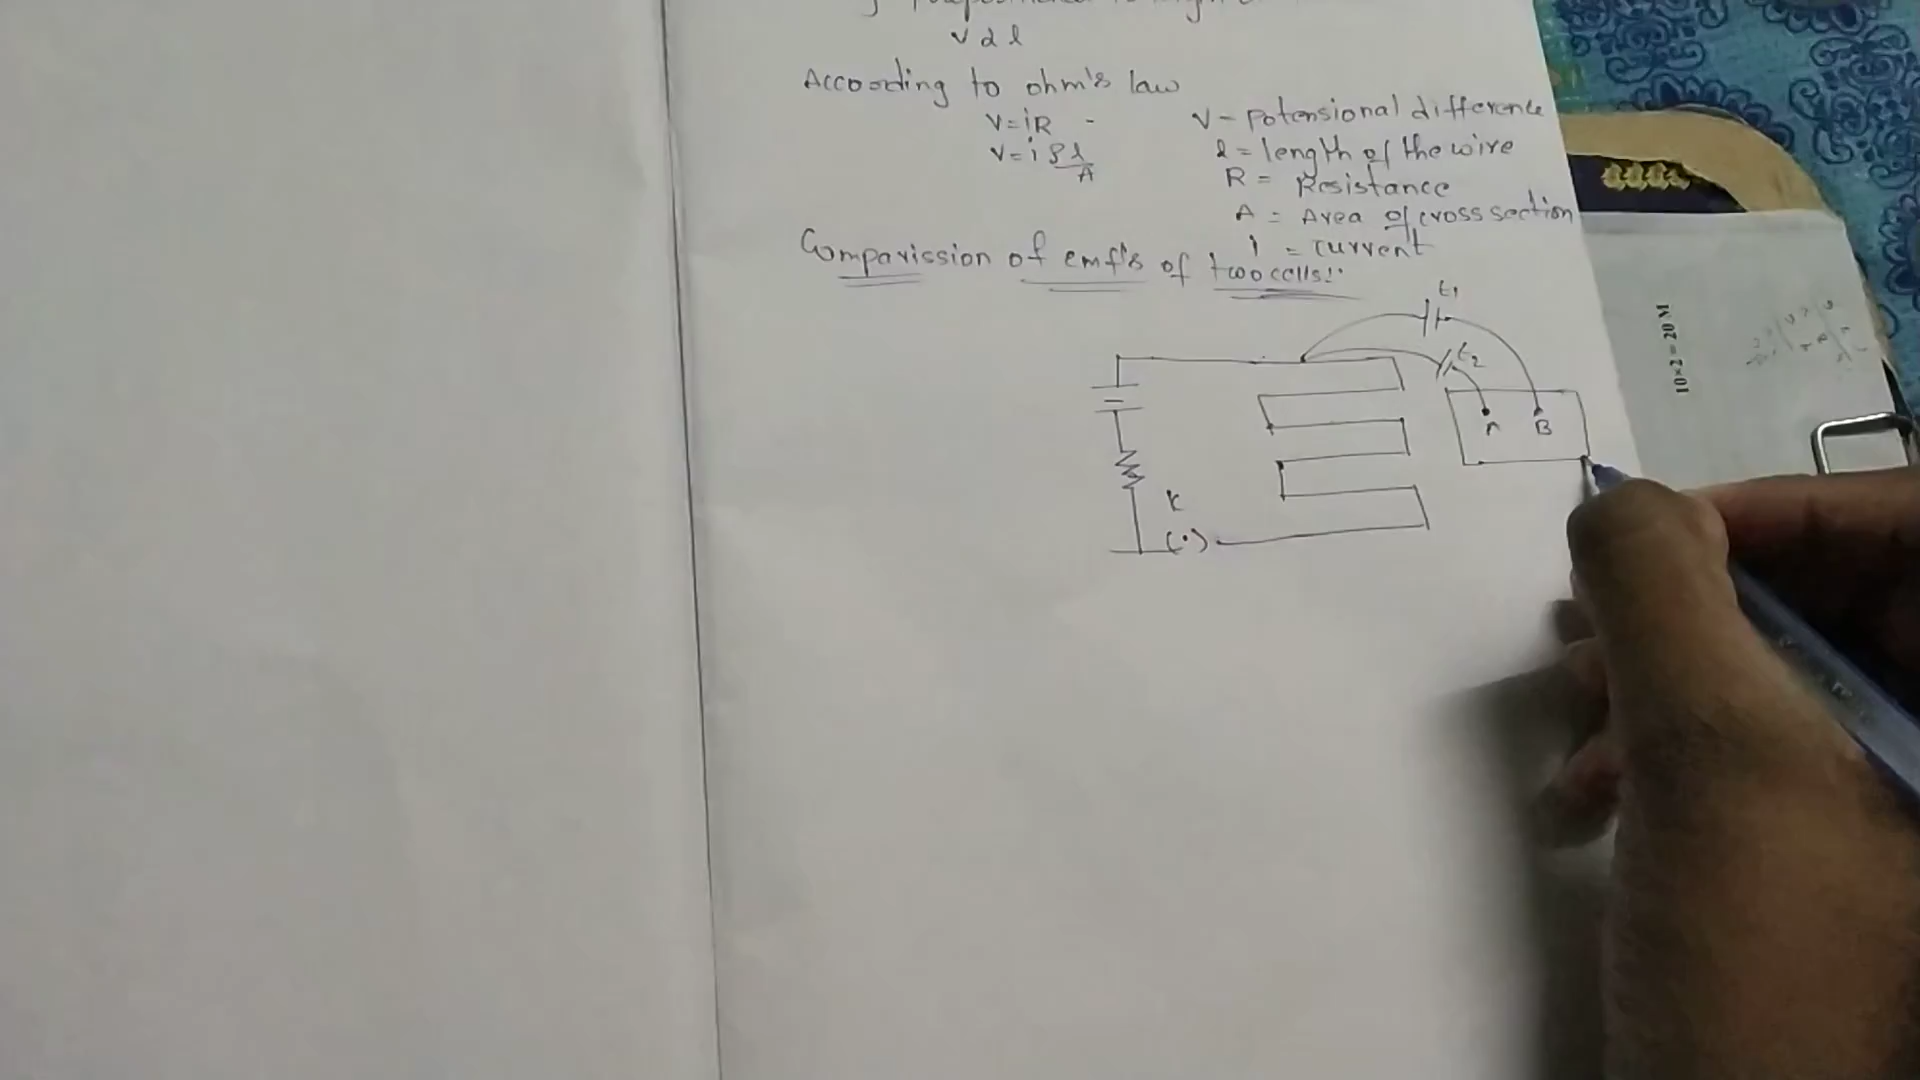 V α l
According to ohm's law
V=iR - V - potensional difference
V= i ρl/A l = length of the wire
R = Resistance
A = Area of cross section
i = current
Comparission of emf's of two cells:-
E1
E2
A B
K
(.)
10×2=20 M